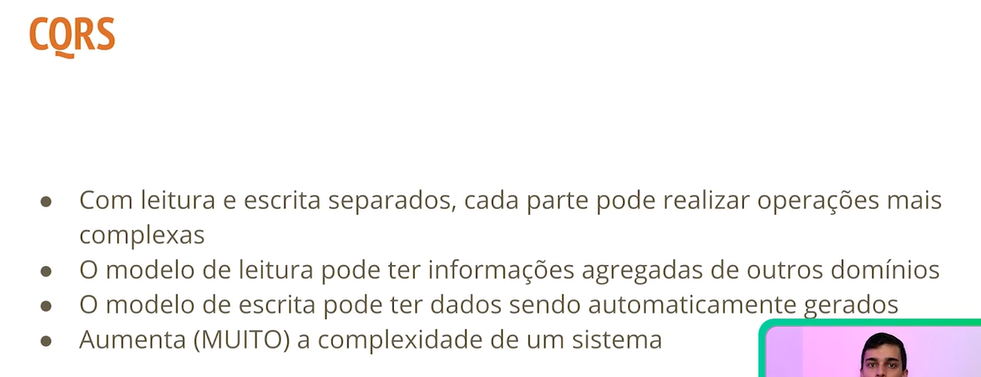 CQRS
● Com leitura e escrita separados, cada parte pode realizar operações mais
complexas
● O modelo de leitura pode ter informações agregadas de outros domínios
● O modelo de escrita pode ter dados sendo automaticamente gerados
● Aumenta (MUITO) a complexidade de um sistema